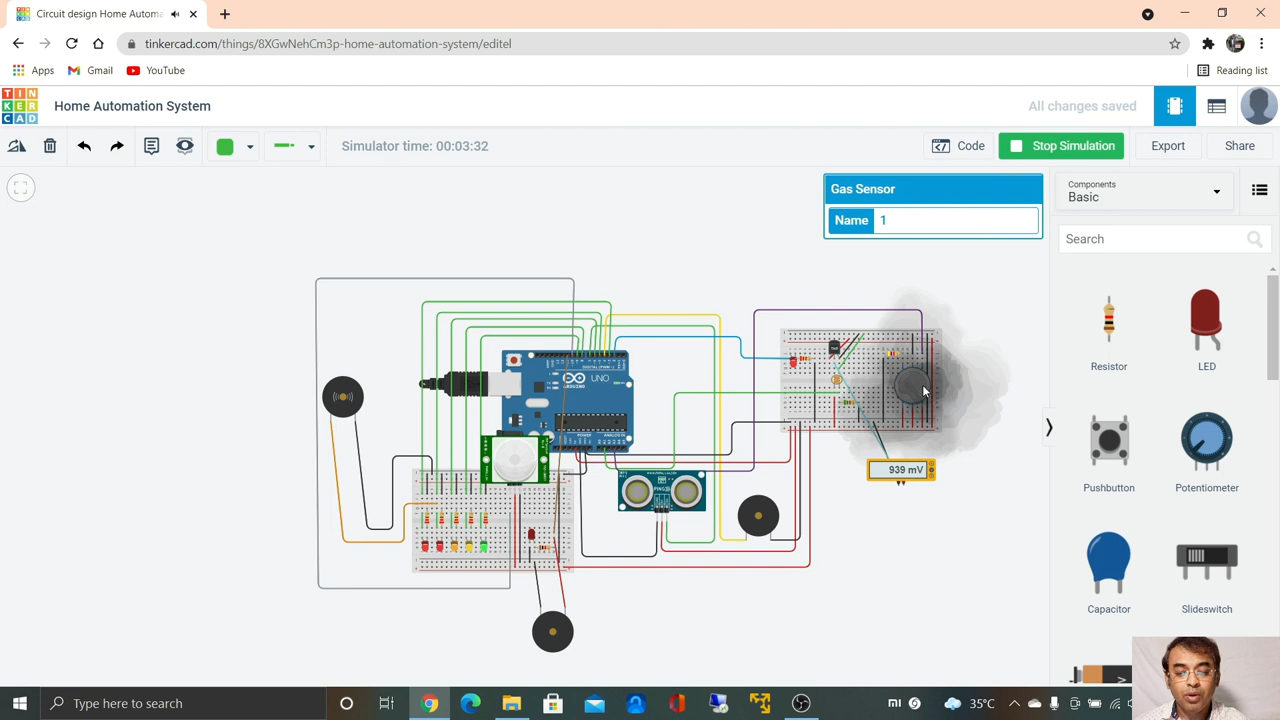 Circuit design Home Automa
tinkercad.com/things/8XGwNehCm3p-home-automation-system/editel
Apps
Gmail
YouTube
Reading list
TIN
KER
CAD
Home Automation System
All changes saved
Simulator time: 00:03:32
Code
Stop Simulation
Export
Share
Gas Sensor
Name
1
Components
Basic
Search
Resistor
LED
Pushbutton
Potentiometer
Capacitor
Slideswitch
UNO
ARDUINO
939 mV
Type here to search
35°C